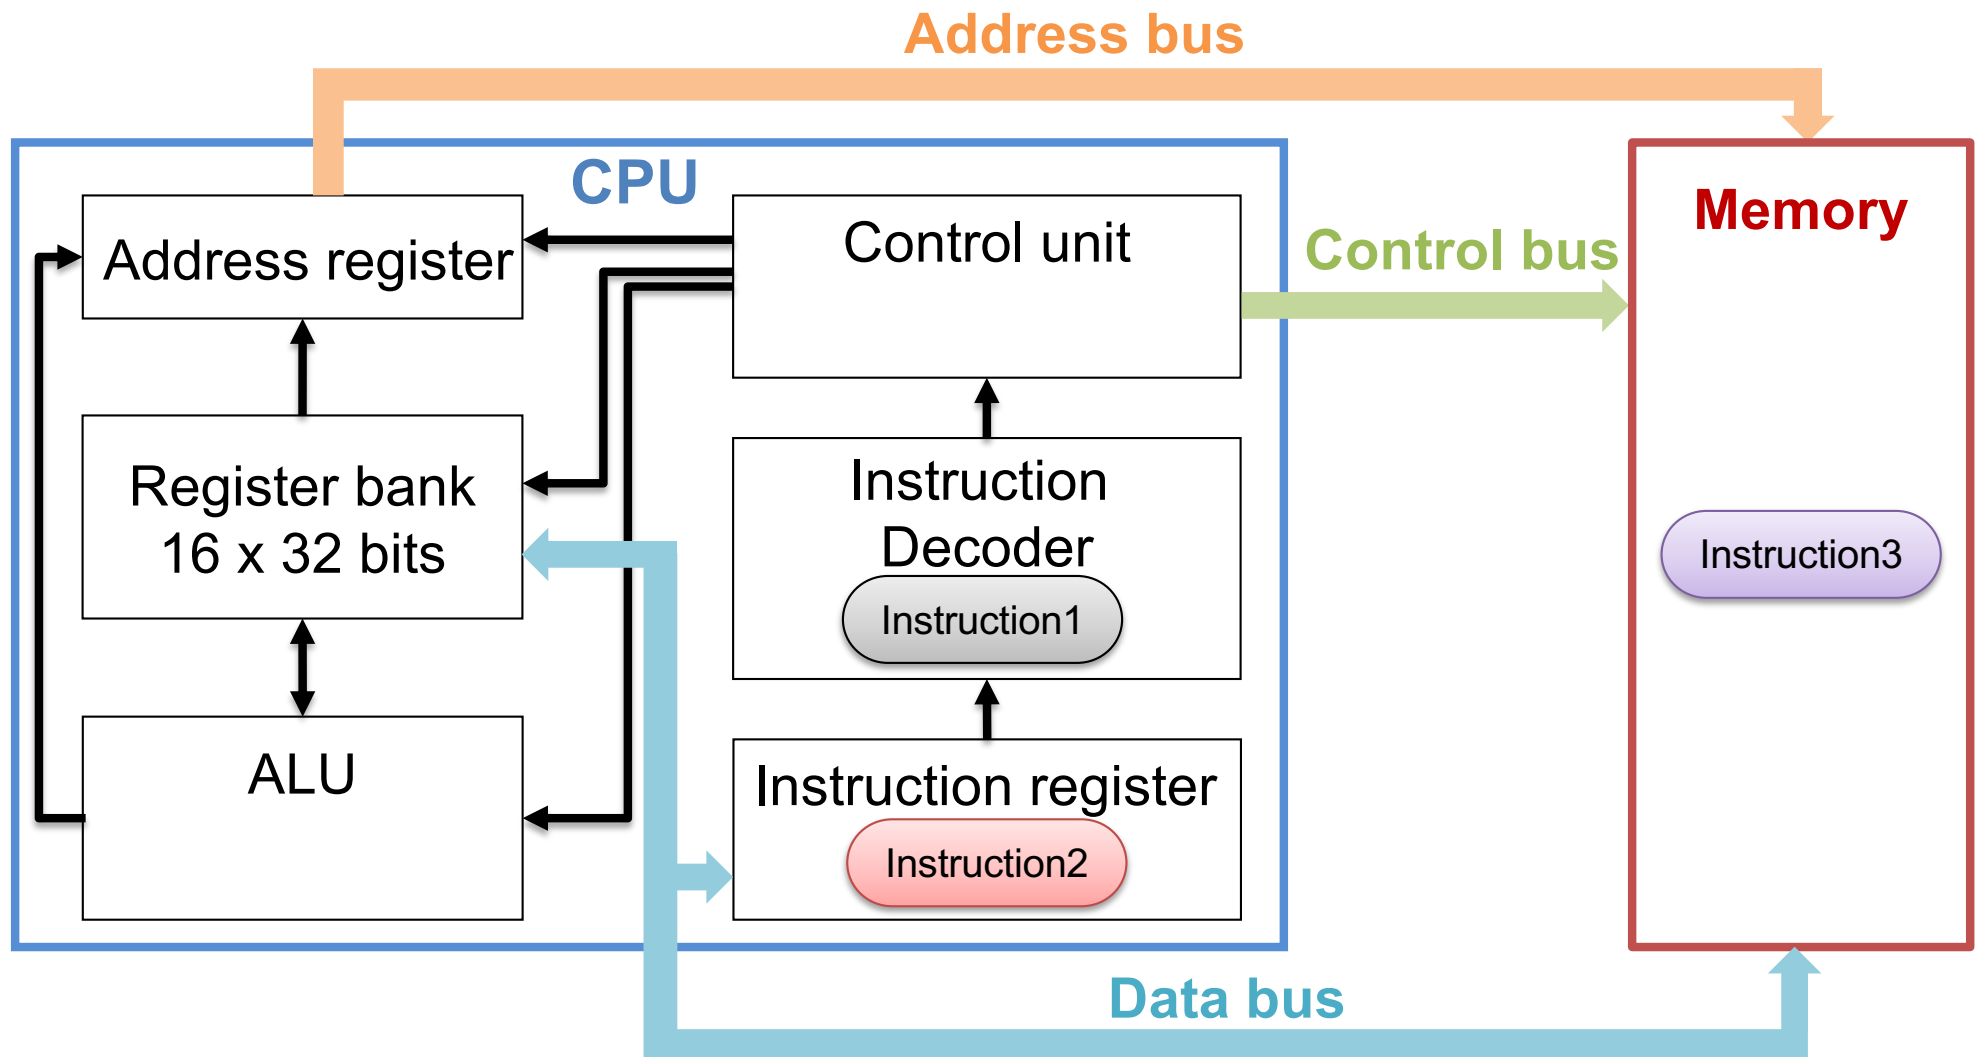 Address bus
CPU
Address register
Control unit
Control bus
Memory
Register bank
16 x 32 bits
Instruction
Decoder
Instruction1
Instruction3
ALU
Instruction register
Instruction2
Data bus